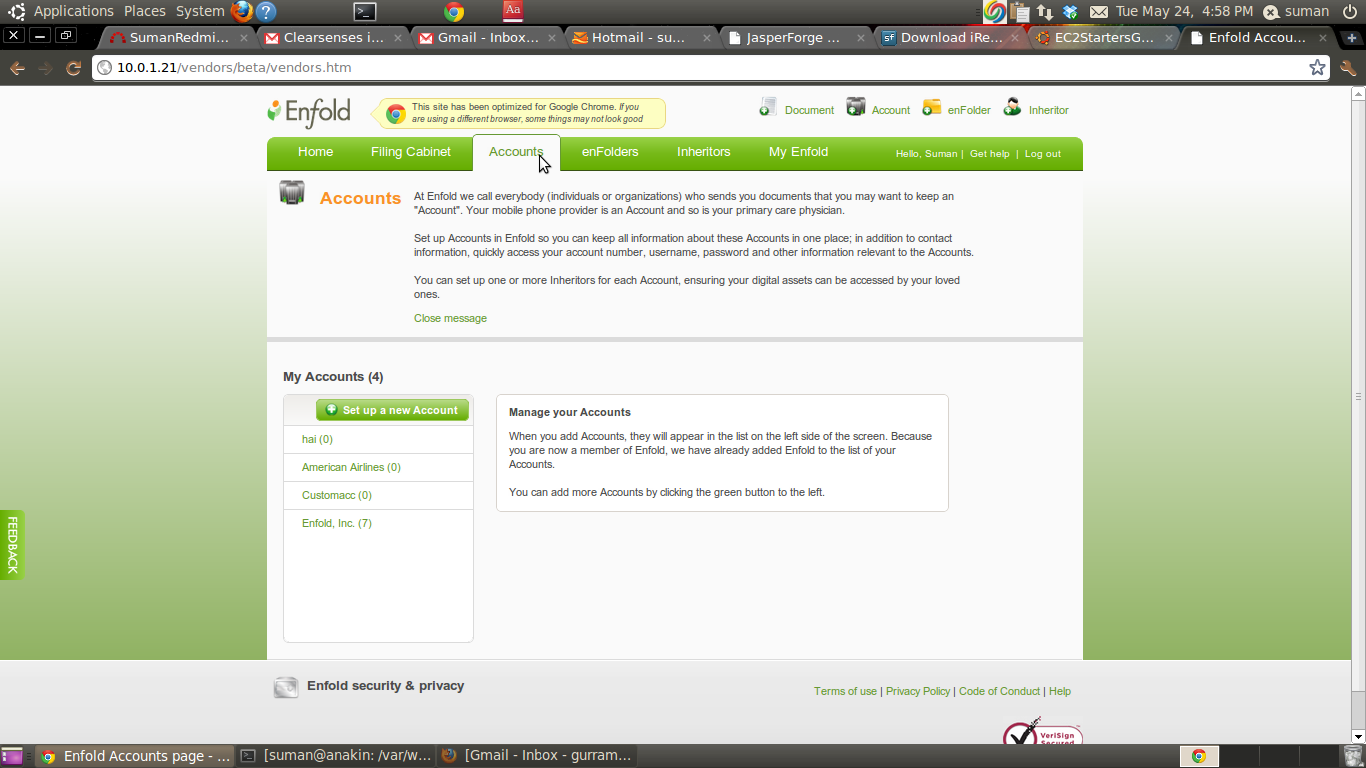 Applications Places System
Aa
Tue May 24, 4:58 PM suman
SumanRedmi...
Clearsenses i...
Gmail - Inbox...
Hotmail - su...
JasperForge ...
Download iRe...
EC2StartersG...
Enfold Accou...
10.0.1.21/vendors/beta/vendors.htm
Enfold
This site has been optimized for Google Chrome. If you
are using a different browser, some things may not look good
Document Account enFolder Inheritor
Home Filing Cabinet Accounts enFolders Inheritors My Enfold Hello, Suman | Get help | Log out
Accounts
At Enfold we call everybody (individuals or organizations) who sends you documents that you may want to keep an
"Account". Your mobile phone provider is an Account and so is your primary care physician.
Set up Accounts in Enfold so you can keep all information about these Accounts in one place; in addition to contact
information, quickly access your account number, username, password and other information relevant to the Accounts.
You can set up one or more Inheritors for each Account, ensuring your digital assets can be accessed by your loved
ones.
Close message
My Accounts (4)
Set up a new Account
hai (0)
American Airlines (0)
Customacc (0)
Enfold, Inc. (7)
Manage your Accounts
When you add Accounts, they will appear in the list on the left side of the screen. Because
you are now a member of Enfold, we have already added Enfold to the list of your
Accounts.
You can add more Accounts by clicking the green button to the left.
FEEDBACK
Enfold security & privacy
Terms of use | Privacy Policy | Code of Conduct | Help
VeriSign
Secured
Enfold Accounts page - ...
[suman@anakin: /var/w...
[Gmail - Inbox - gurram...